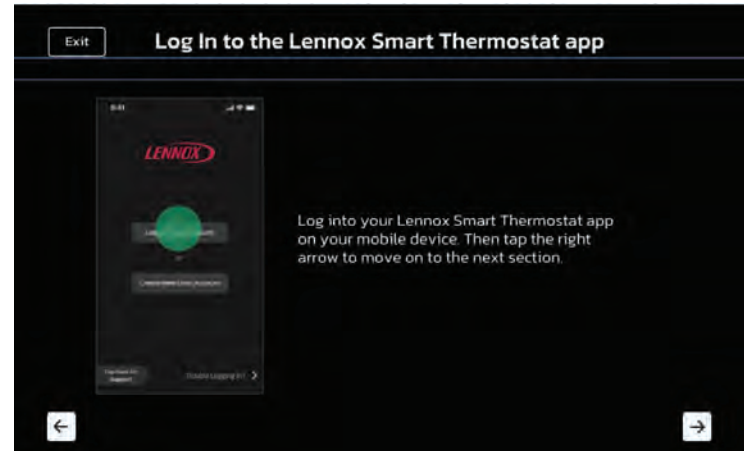 Exit
Log In to the Lennox Smart Thermostat app
LENNOX
Log into your Lennox Smart Thermostat app
on your mobile device. Then tap the right
arrow to move on to the next section.